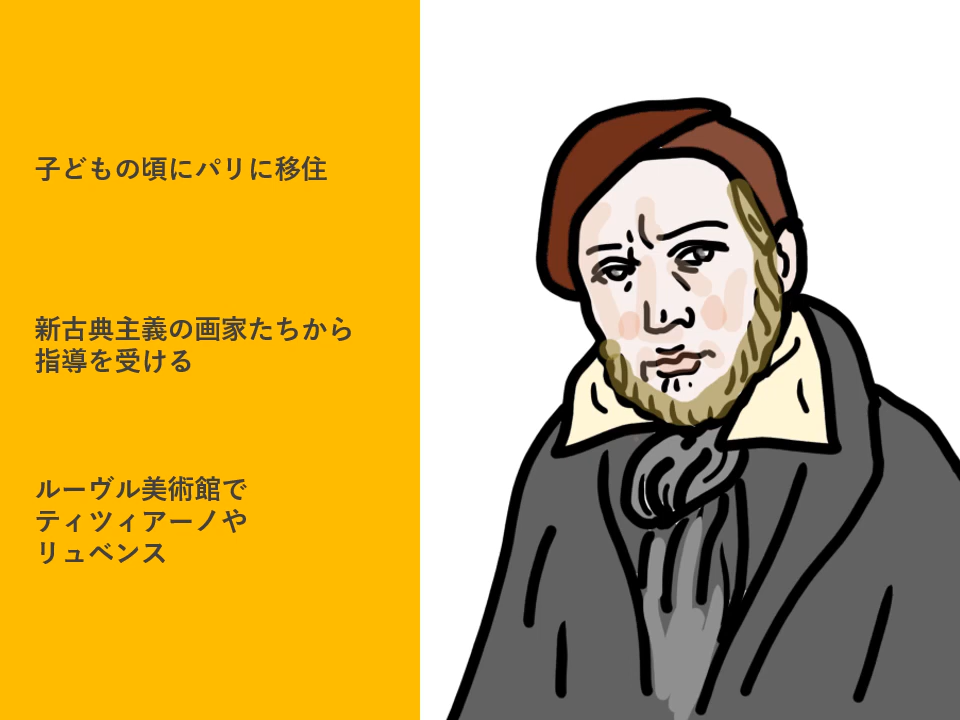 子どもの頃にパリに移住
新古典主義の画家たちから
指導を受ける
ルーヴル美術館で
ティツィアーノや
リュベンス